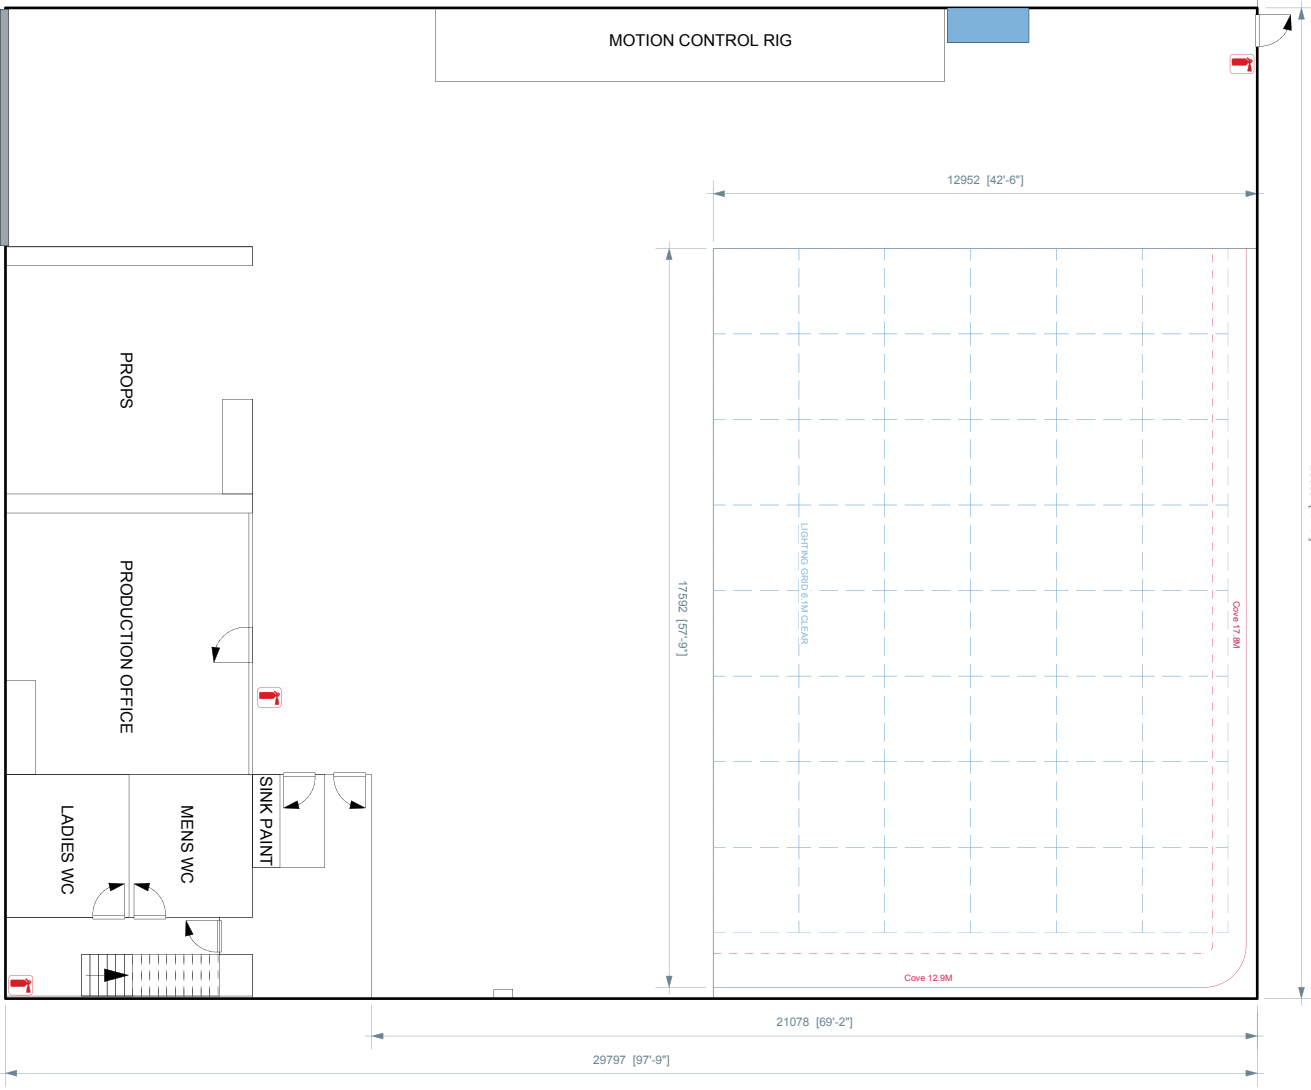 MOTION CONTROL RIG
12952 [42'-6"]
PROPS
LIGHTING GRID 6.1M CLEAR
17592 [57'-9"]
Cove 17.8M
PRODUCTION OFFICE
SINK PAINT
LADIES WC
MENS WC
Cove 12.9M
21078 [69'-2"]
29797 [97'-9"]